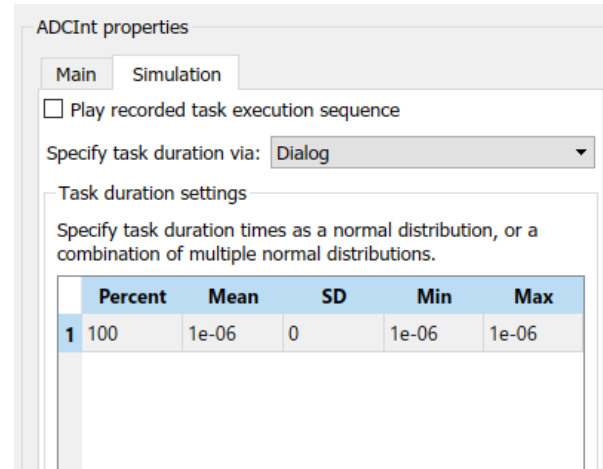 ADCInt properties
Main Simulation
Play recorded task execution sequence
Specify task duration via: Dialog
Task duration settings
Specify task duration times as a normal distribution, or a
combination of multiple normal distributions.
Percent Mean SD Min Max
1 100 1e-06 0 1e-06 1e-06